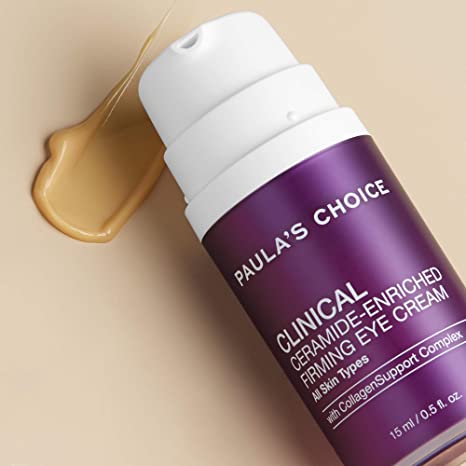 PAULA'S CHOICE
CLINICAL
CERAMIDE-ENRICHED
FIRMING EYE CREAM
All Skin Types
with CollagenSupport Complex
15 ml / 0.5 fl. oz.